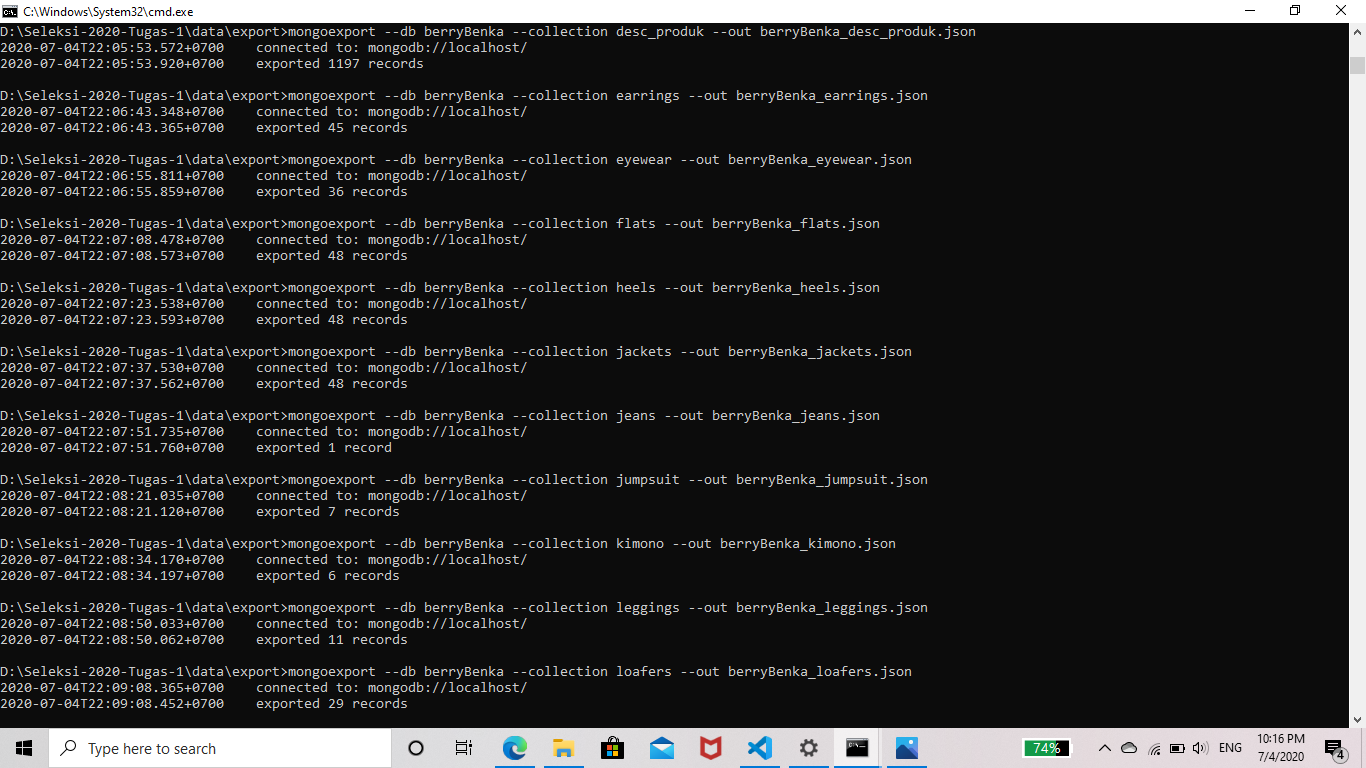 C:\Windows\System32\cmd.exe
D:\Seleksi-2020-Tugas-1\data\export>mongoexport --db berryBenka --collection desc_produk --out berryBenka_desc_produk.json
2020-07-04T22:05:53.572+0700    connected to: mongodb://localhost/
2020-07-04T22:05:53.920+0700    exported 1197 records
D:\Seleksi-2020-Tugas-1\data\export>mongoexport --db berryBenka --collection earrings --out berryBenka_earrings.json
2020-07-04T22:06:43.348+0700    connected to: mongodb://localhost/
2020-07-04T22:06:43.365+0700    exported 45 records
D:\Seleksi-2020-Tugas-1\data\export>mongoexport --db berryBenka --collection eyewear --out berryBenka_eyewear.json
2020-07-04T22:06:55.811+0700    connected to: mongodb://localhost/
2020-07-04T22:06:55.859+0700    exported 36 records
D:\Seleksi-2020-Tugas-1\data\export>mongoexport --db berryBenka --collection flats --out berryBenka_flats.json
2020-07-04T22:07:08.478+0700    connected to: mongodb://localhost/
2020-07-04T22:07:08.573+0700    exported 48 records
D:\Seleksi-2020-Tugas-1\data\export>mongoexport --db berryBenka --collection heels --out berryBenka_heels.json
2020-07-04T22:07:23.538+0700    connected to: mongodb://localhost/
2020-07-04T22:07:23.593+0700    exported 48 records
D:\Seleksi-2020-Tugas-1\data\export>mongoexport --db berryBenka --collection jackets --out berryBenka_jackets.json
2020-07-04T22:07:37.530+0700    connected to: mongodb://localhost/
2020-07-04T22:07:37.562+0700    exported 48 records
D:\Seleksi-2020-Tugas-1\data\export>mongoexport --db berryBenka --collection jeans --out berryBenka_jeans.json
2020-07-04T22:07:51.735+0700    connected to: mongodb://localhost/
2020-07-04T22:07:51.760+0700    exported 1 record
D:\Seleksi-2020-Tugas-1\data\export>mongoexport --db berryBenka --collection jumpsuit --out berryBenka_jumpsuit.json
2020-07-04T22:08:21.035+0700    connected to: mongodb://localhost/
2020-07-04T22:08:21.120+0700    exported 7 records
D:\Seleksi-2020-Tugas-1\data\export>mongoexport --db berryBenka --collection kimono --out berryBenka_kimono.json
2020-07-04T22:08:34.170+0700    connected to: mongodb://localhost/
2020-07-04T22:08:34.197+0700    exported 6 records
D:\Seleksi-2020-Tugas-1\data\export>mongoexport --db berryBenka --collection leggings --out berryBenka_leggings.json
2020-07-04T22:08:50.033+0700    connected to: mongodb://localhost/
2020-07-04T22:08:50.062+0700    exported 11 records
D:\Seleksi-2020-Tugas-1\data\export>mongoexport --db berryBenka --collection loafers --out berryBenka_loafers.json
2020-07-04T22:09:08.365+0700    connected to: mongodb://localhost/
2020-07-04T22:09:08.452+0700    exported 29 records
Type here to search
74%
ENG
10:16 PM
7/4/2020
4